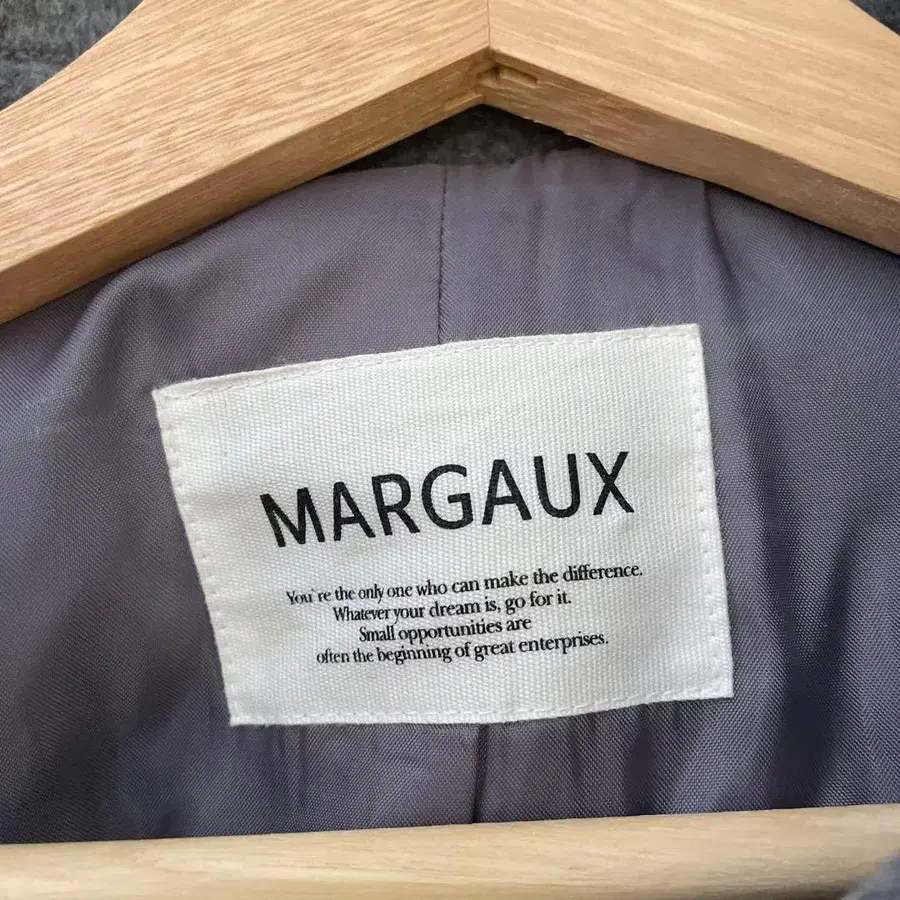 MARGAUX
You're the only one who can make the difference.
Whatever your dream is, go for it.
Small opportunities are
often the beginning of great enterprises.